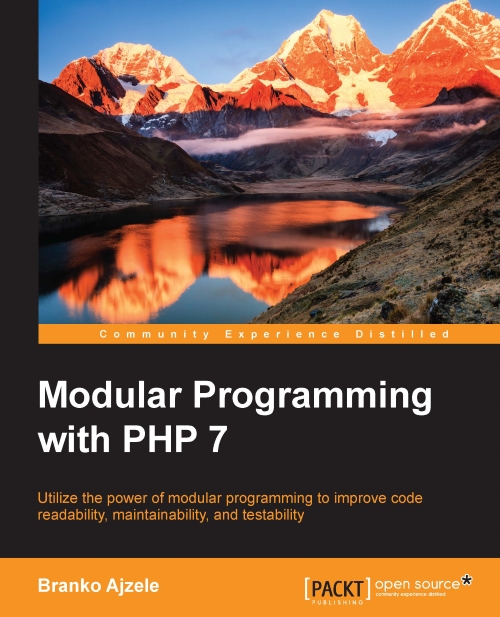 Community Experience Distilled
Modular Programming
with PHP 7
Utilize the power of modular programming to improve code
readability, maintainability, and testability
Branko Ajzele
[PACKT]
PUBLISHING
open source*
community experience distilled